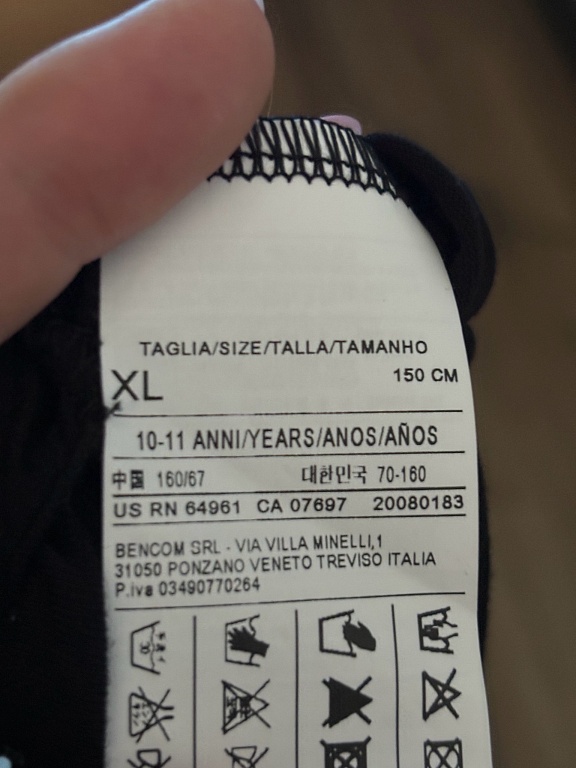 TAGLIA/SIZE/TALLA/TAMANHO
XL 150 CM
10-11 ANNI/YEARS/ANOS/AÑOS
中国 160/67 대한민국 70-160
US RN 64961 CA 07697 20080183
BENCOM SRL - VIA VILLA MINELLI,1
31050 PONZANO VENETO TREVISO ITALIA
P.iva 03490770264